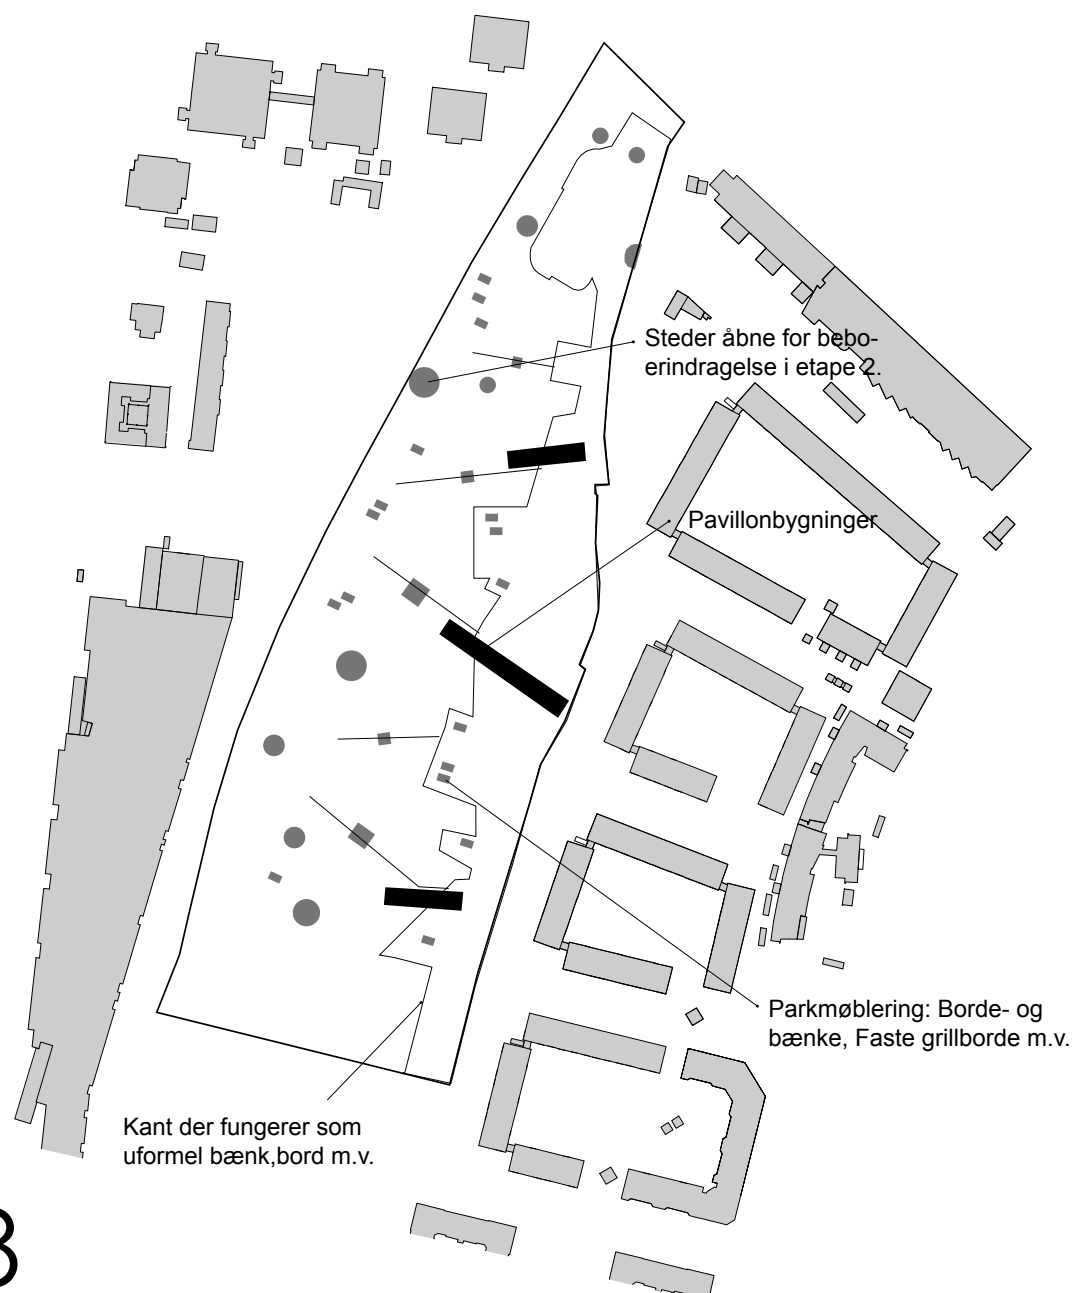 Steder åbne for bebo-
erindragelse i etape 2.
Pavillonbygninger
Parkmøblering: Borde- og
bænke, Faste grillborde m.v.
Kant der fungerer som
uformel bænk,bord m.v.